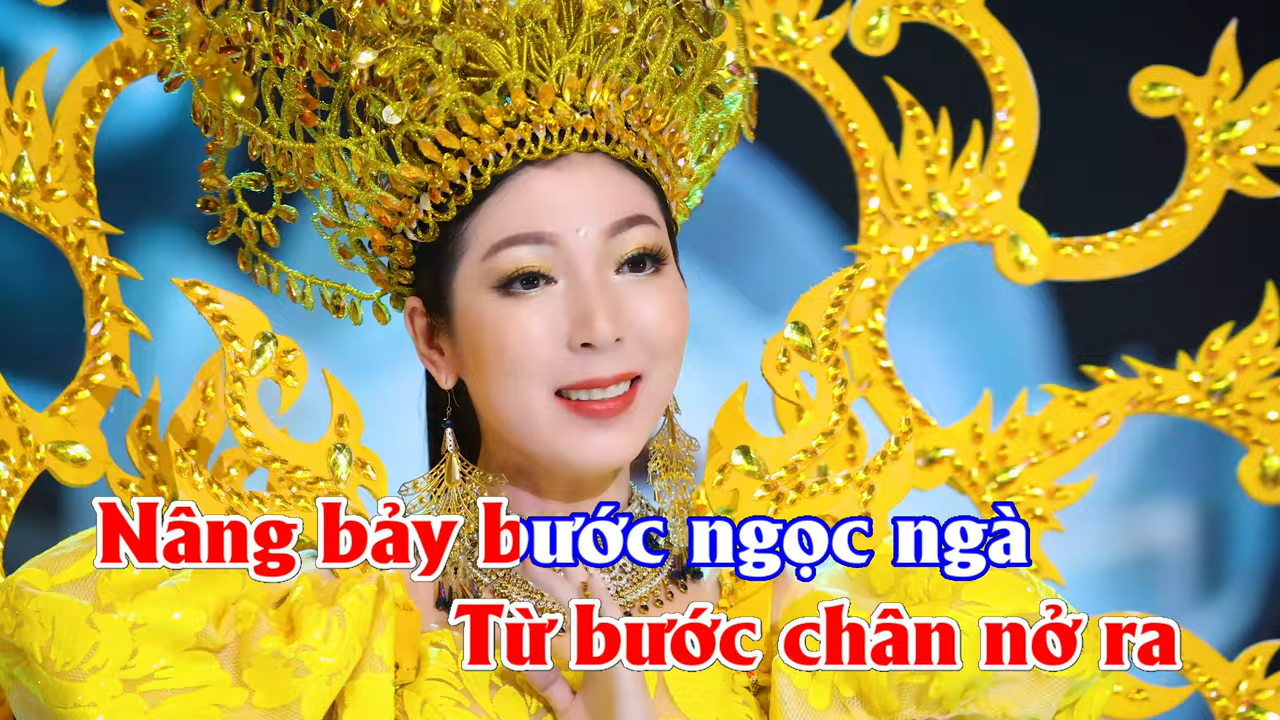 Nâng bảy bước ngọc ngà
Từ bước chân nở ra